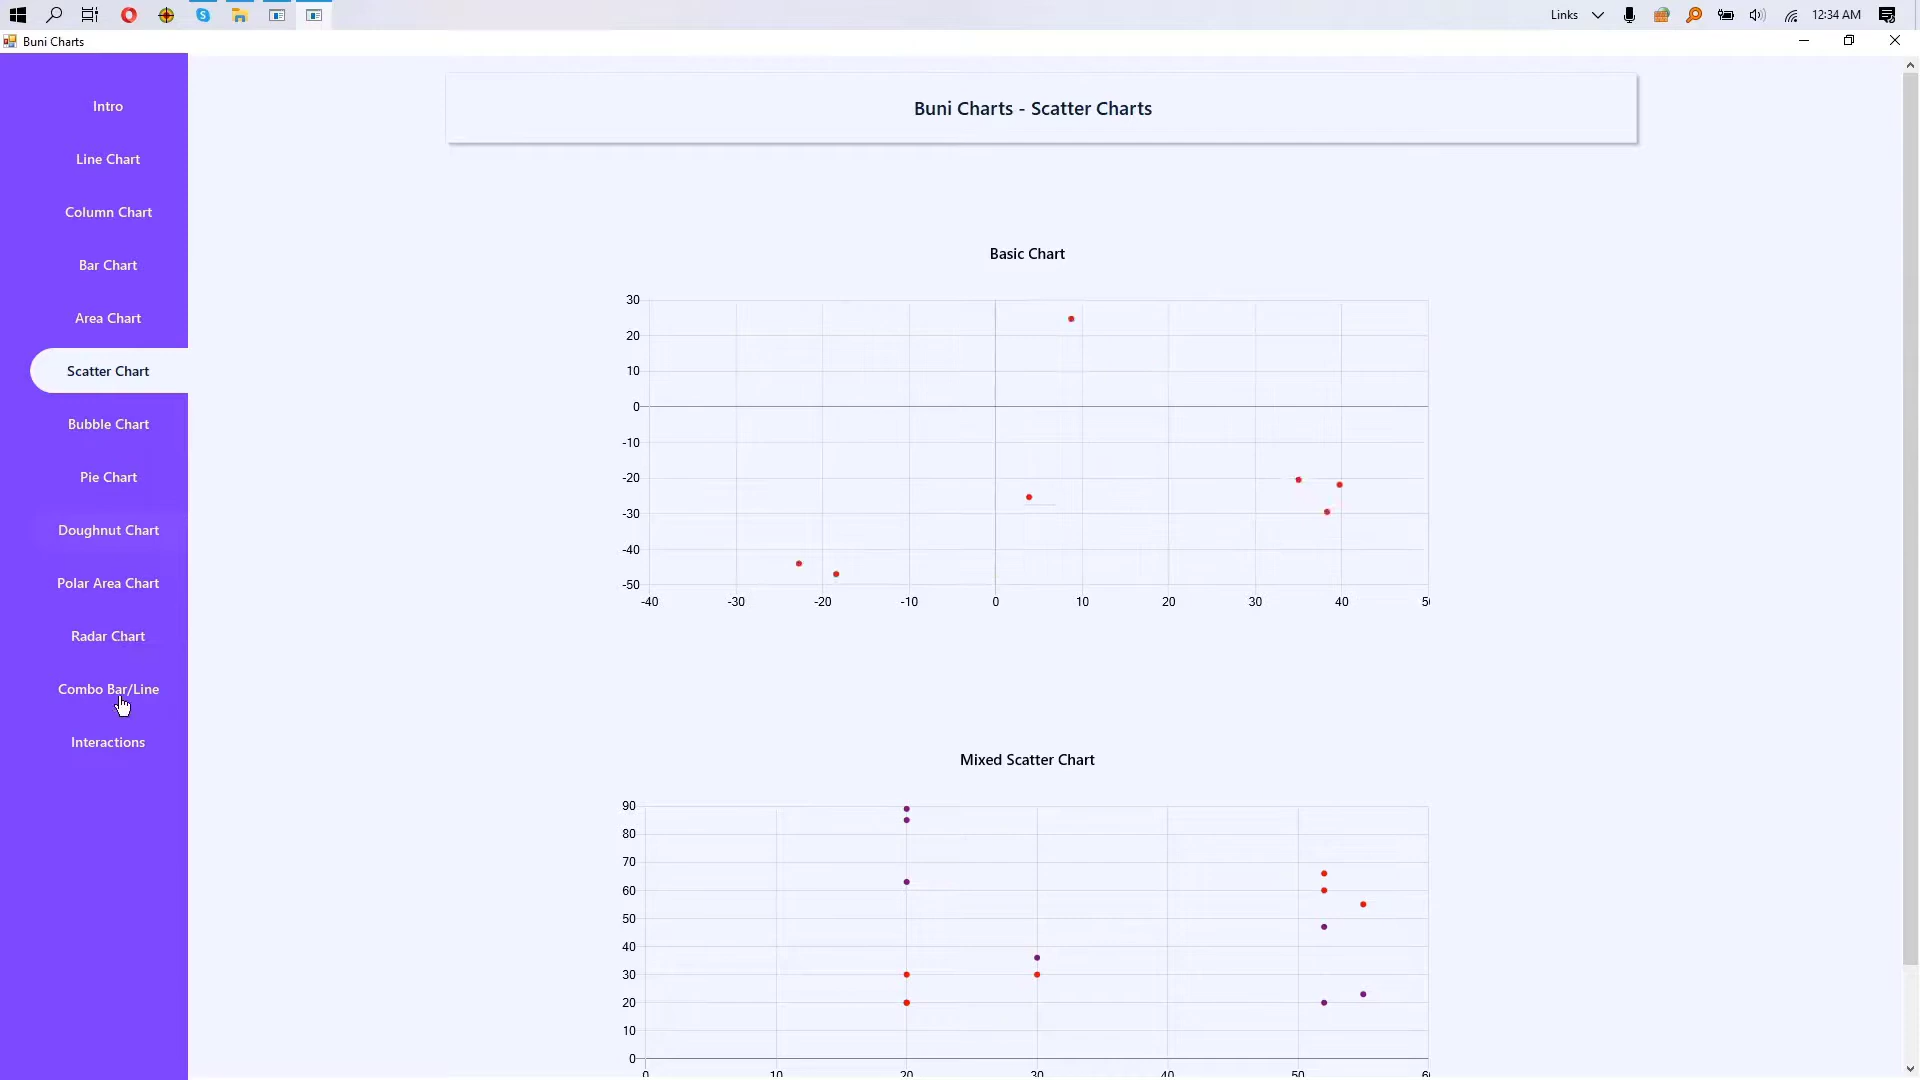 Links
12:34 AM
Buni Charts
Intro
Line Chart
Column Chart
Bar Chart
Area Chart
Scatter Chart
Bubble Chart
Pie Chart
Doughnut Chart
Polar Area Chart
Radar Chart
Combo Bar/Line
Interactions
Buni Charts - Scatter Charts
Basic Chart
30
20
10
0
-10
-20
-30
-40
-50
-40 -30 -20 -10 0 10 20 30 40
Mixed Scatter Chart
90
80
70
60
50
40
30
20
10
0
0 10 20 30 40 50